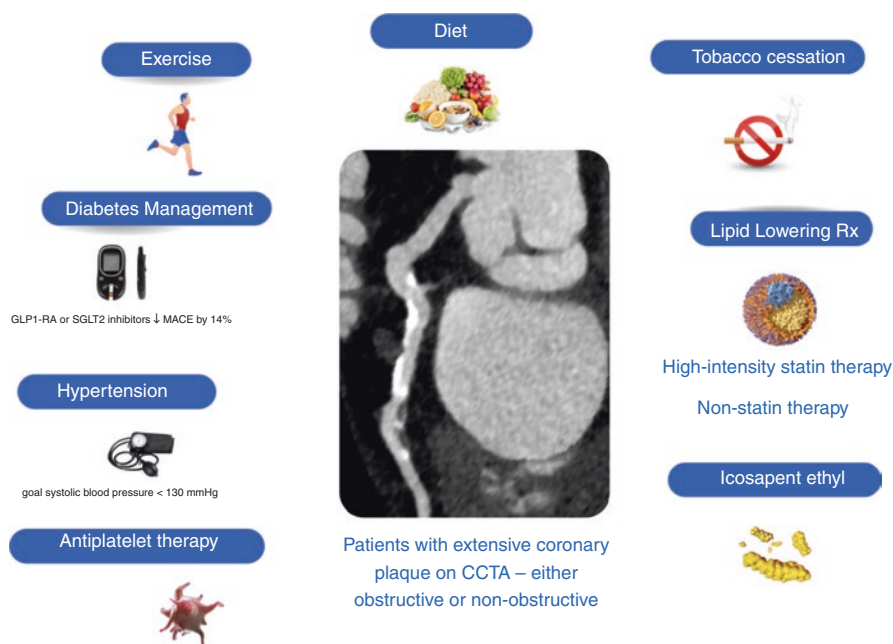 Exercise
Diet
Tobacco cessation
Diabetes Management
GLP1-RA or SGLT2 inhibitors ↓ MACE by 14%
Lipid Lowering Rx
High-intensity statin therapy
Non-statin therapy
Hypertension
goal systolic blood pressure < 130 mmHg
Icosapent ethyl
Antiplatelet therapy
Patients with extensive coronary
plaque on CCTA – either
obstructive or non-obstructive